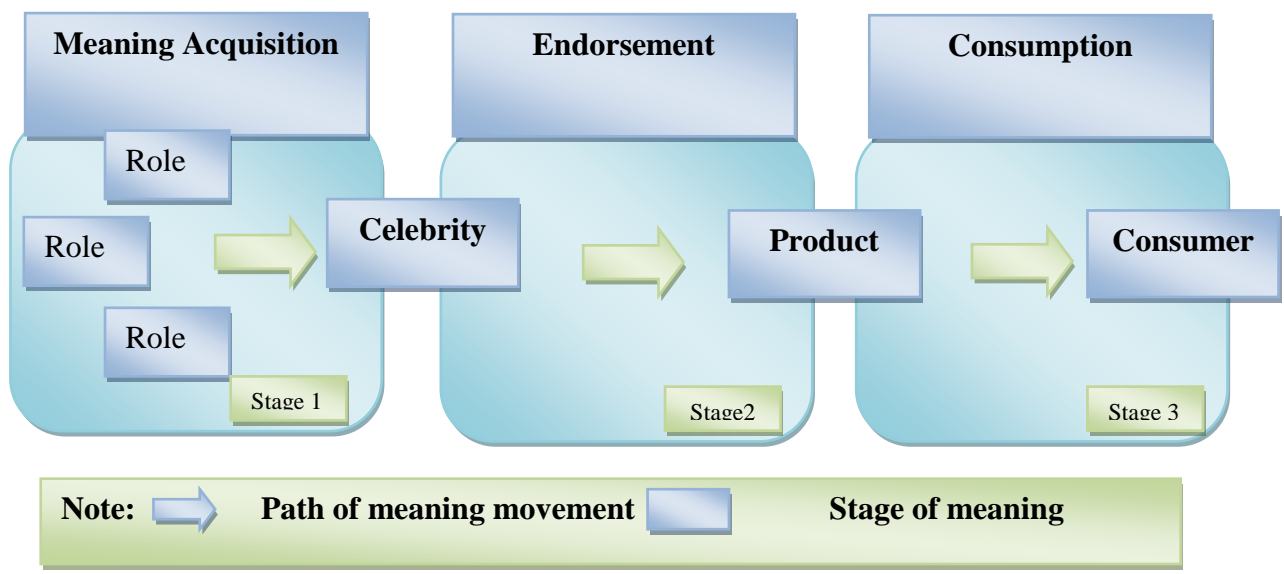 Meaning Acquisition
Endorsement
Consumption
Role
Role
Role
Celebrity
Product
Consumer
Stage 1
Stage2
Stage 3
Note: Path of meaning movement Stage of meaning